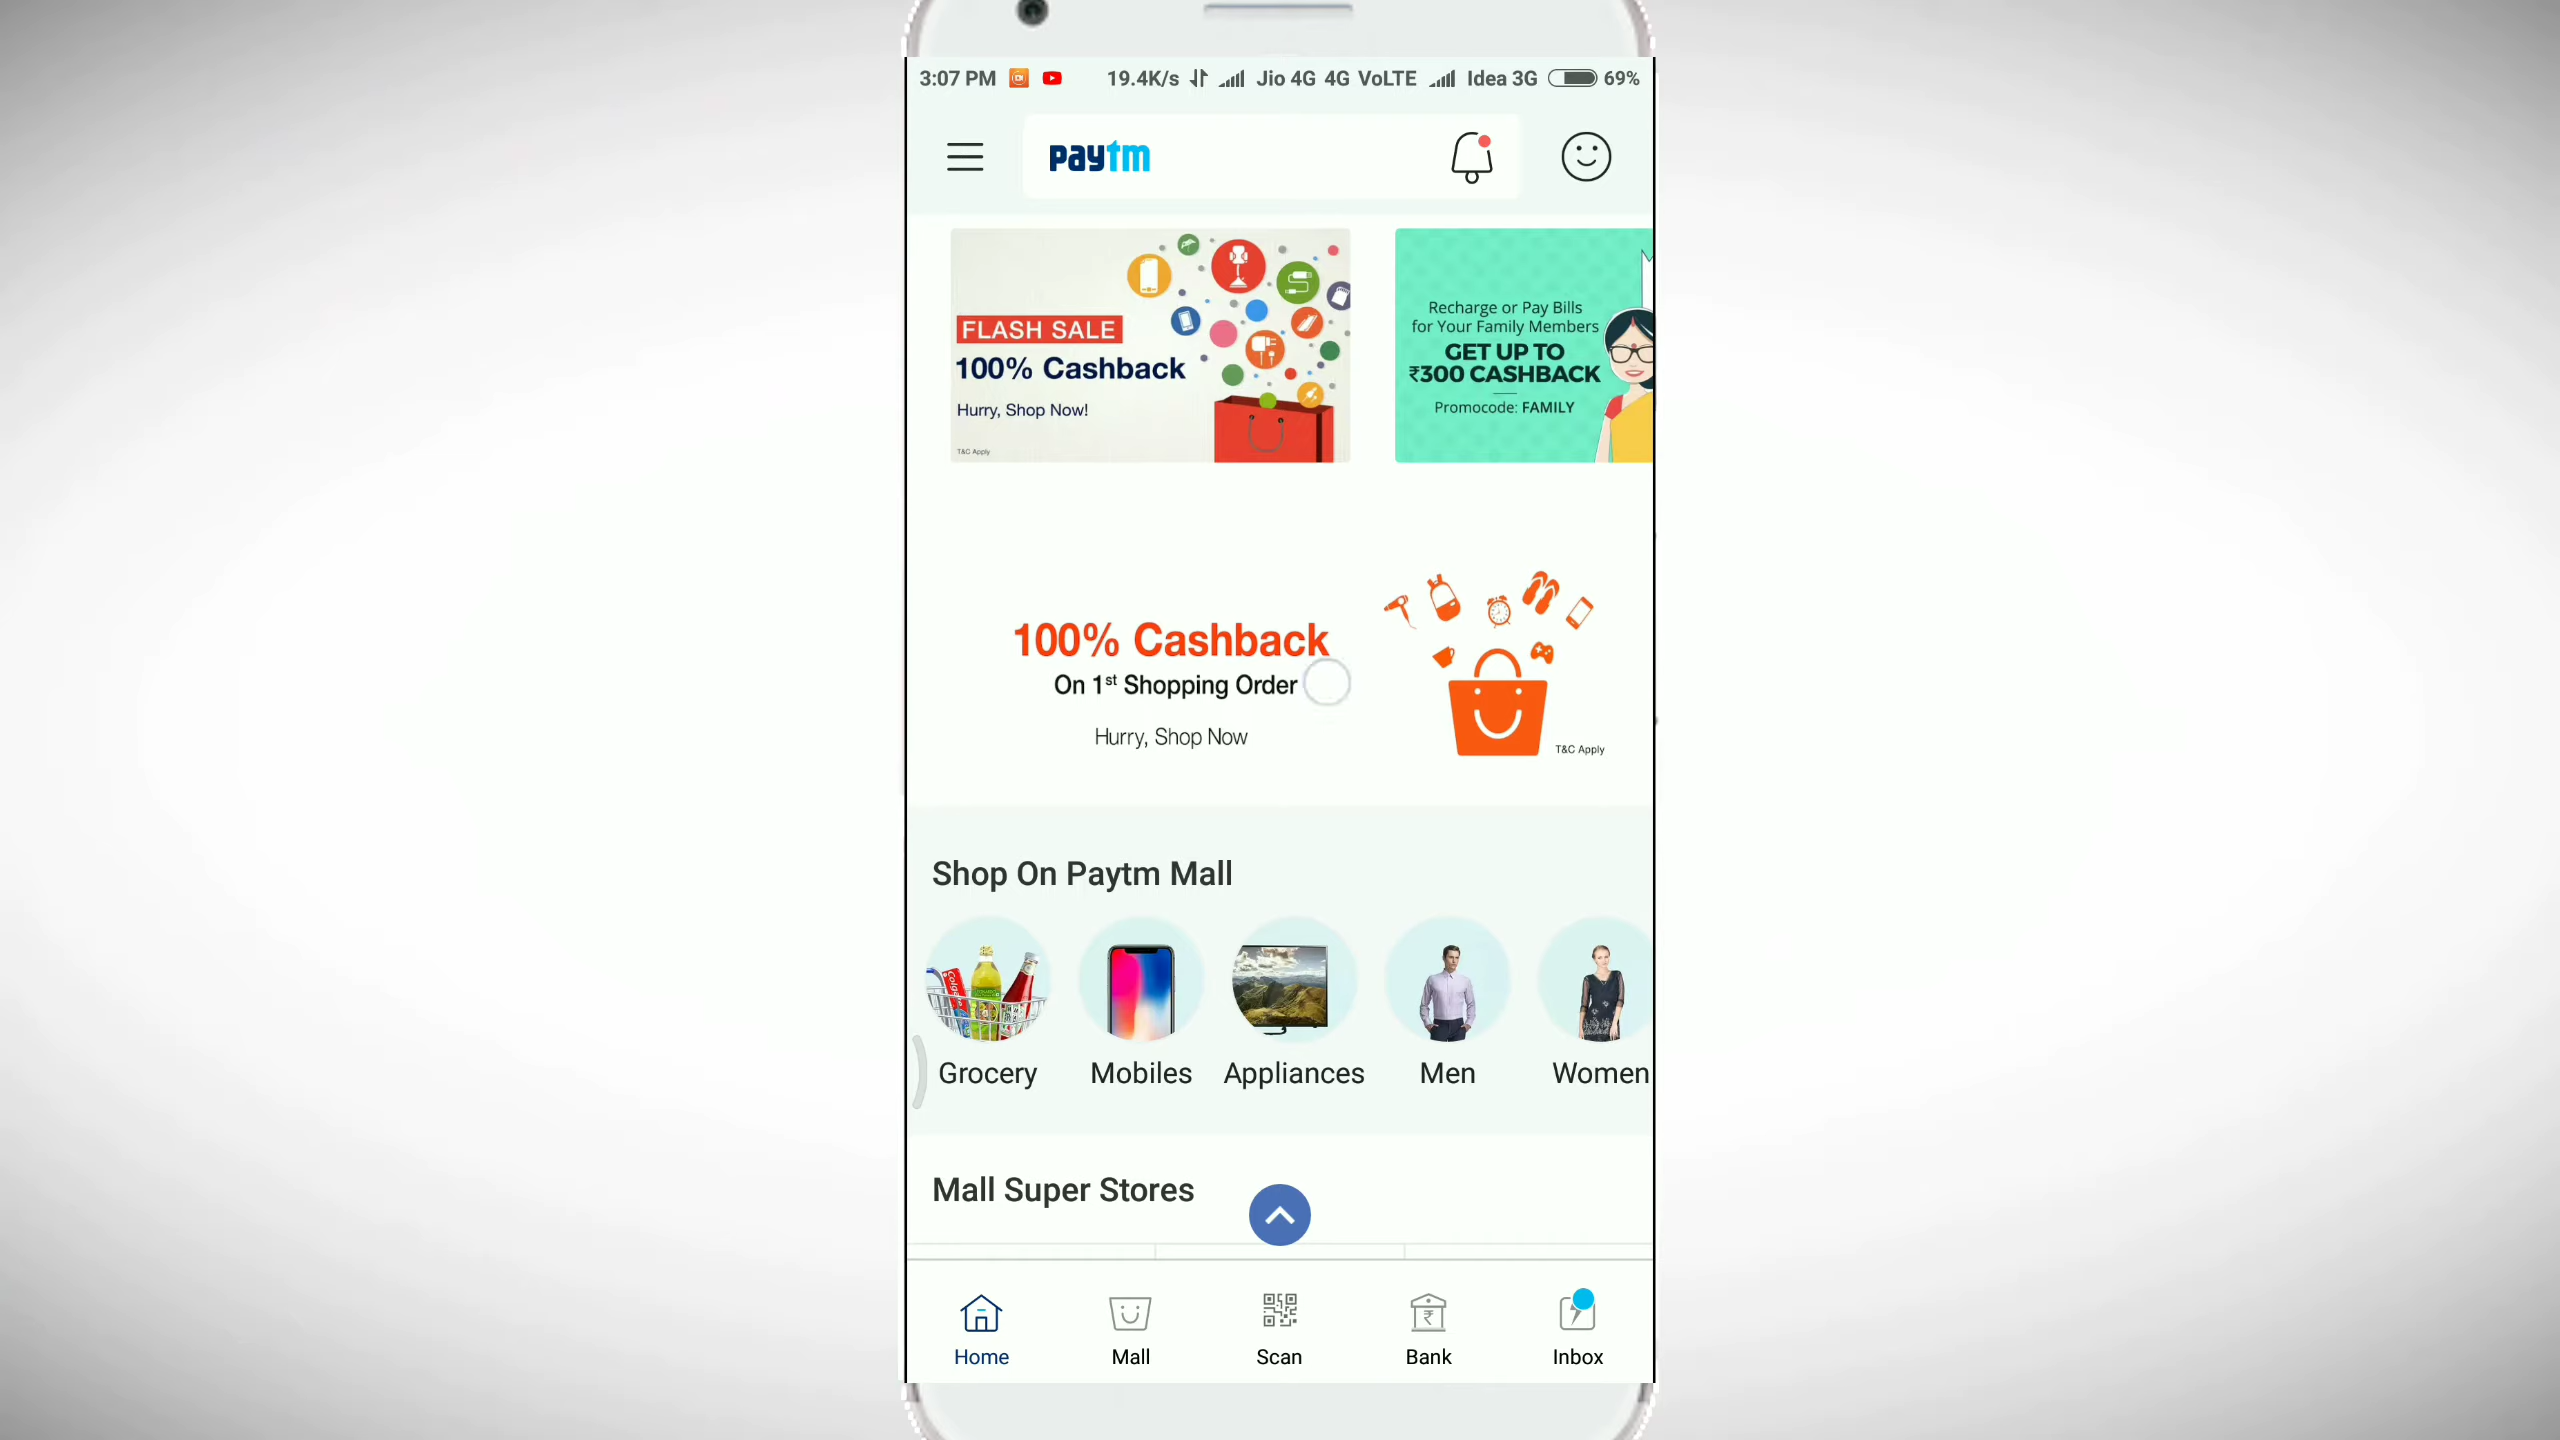 3:07 PM 19.4K/s Jio 4G 4G VoLTE Idea 3G 69%
paytm
FLASH SALE
100% Cashback
Hurry, Shop Now!
T&C Apply
Recharge or Pay Bills
for Your Family Members
GET UP TO
₹300 CASHBACK
Promocode: FAMILY
100% Cashback
On 1st Shopping Order
Hurry, Shop Now
T&C Apply
Shop On Paytm Mall
Grocery Mobiles Appliances Men Women
Mall Super Stores
Home Mall Scan Bank Inbox